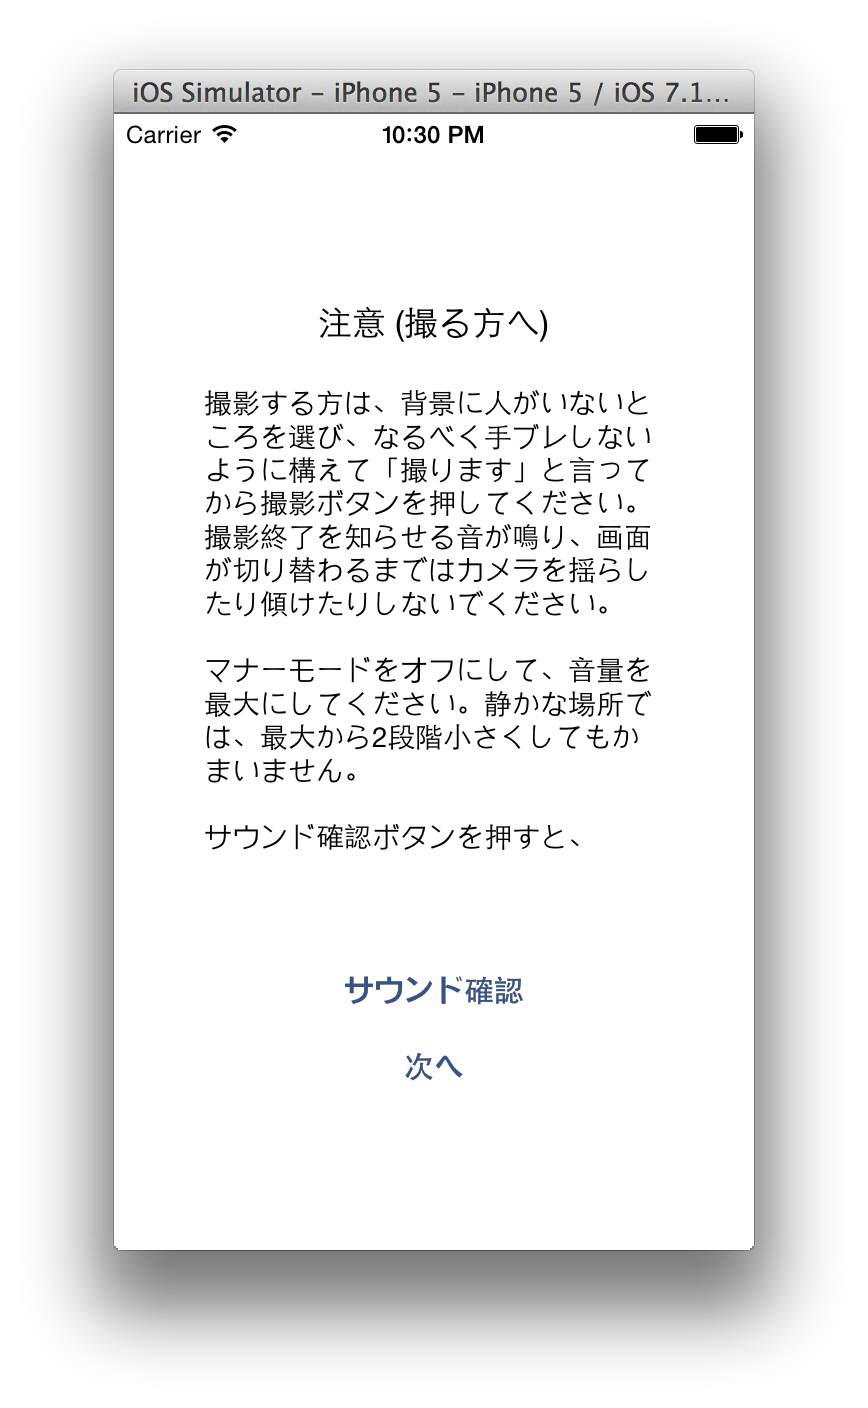 iOS Simulator – iPhone 5 – iPhone 5 / iOS 7.1...
Carrier 10:30 PM
注意 (撮る方へ)
撮影する方は、背景に人がいないと
ころを選び、なるべく手ブレしない
ように構えて「撮ります」と言って
から撮影ボタンを押してください。
撮影終了を知らせる音が鳴り、画面
が切り替わるまではカメラを揺らし
たり傾けたりしないでください。
マナーモードをオフにして、音量を
最大にしてください。静かな場所で
は、最大から2段階小さくしてもか
まいません。
サウンド確認ボタンを押すと、
サウンド確認
次へ